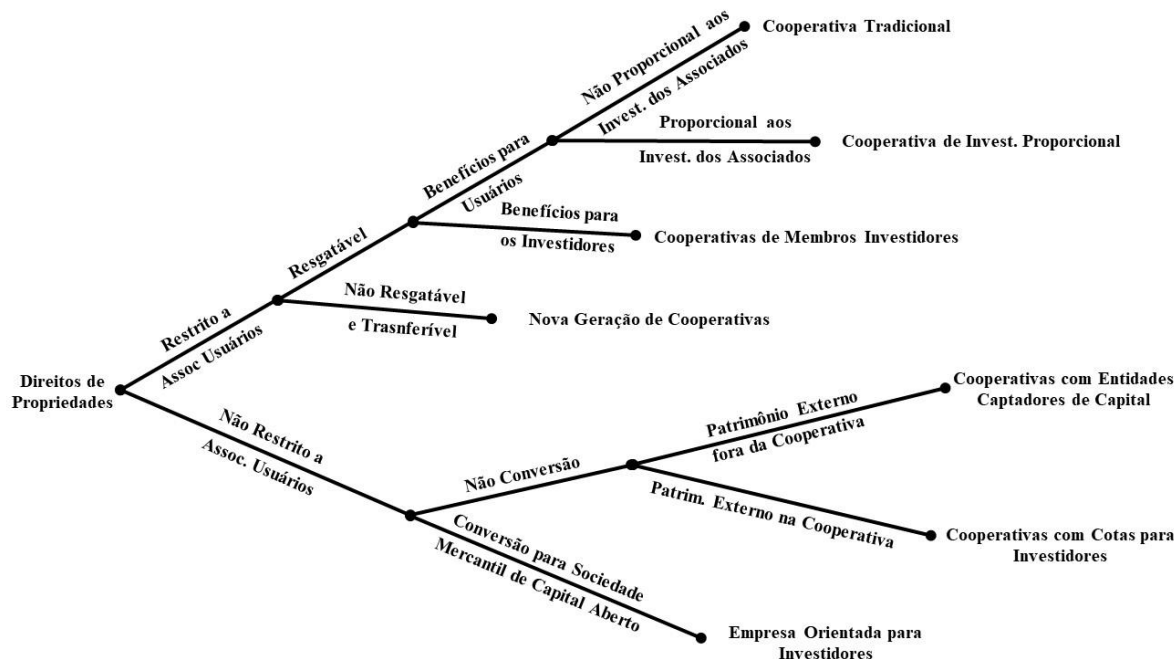 Não Proporcional aos
Invest. dos Associados
Cooperativa Tradicional
Proporcional aos
Invest. dos Associados
Cooperativa de Invest. Proporcional
Benefícios para
Usuários
Benefícios para
os Investidores
Cooperativas de Membros Investidores
Resgatável
Não Resgatável
e Trasnferível
Nova Geração de Cooperativas
Restrito a
Assoc Usuários
Direitos de
Propriedades
Não Restrito a
Assoc. Usuários
Não Conversão
Patrimônio Externo
fora da Cooperativa
Cooperativas com Entidades
Captadores de Capital
Patrim. Externo na Cooperativa
Cooperativas com Cotas para
Investidores
Conversão para Sociedade
Mercantil de Capital Aberto
Empresa Orientada para
Investidores